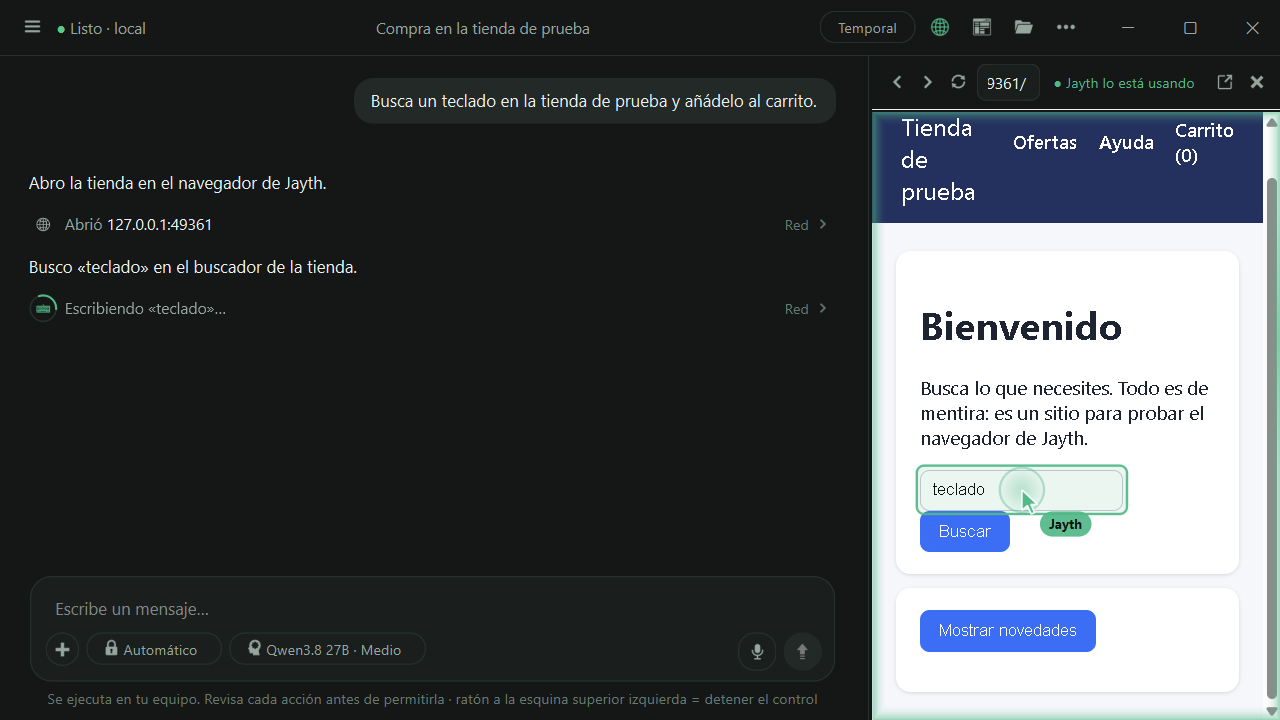 Listo · local
Compra en la tienda de prueba
Temporal
9361/
Jayth lo está usando
Busca un teclado en la tienda de prueba y añádelo al carrito.
Abro la tienda en el navegador de Jayth.
Abrió 127.0.0.1:49361
Red
Busco «teclado» en el buscador de la tienda.
Escribiendo «teclado»...
Red
Escribe un mensaje...
Automático
Qwen3.8 27B · Medio
Se ejecuta en tu equipo. Revisa cada acción antes de permitirla · ratón a la esquina superior izquierda = detener el control
Tienda
de
prueba
Ofertas
Ayuda
Carrito
(0)
Bienvenido
Busca lo que necesites. Todo es de
mentira: es un sitio para probar el
navegador de Jayth.
teclado
Jayth
Buscar
Mostrar novedades